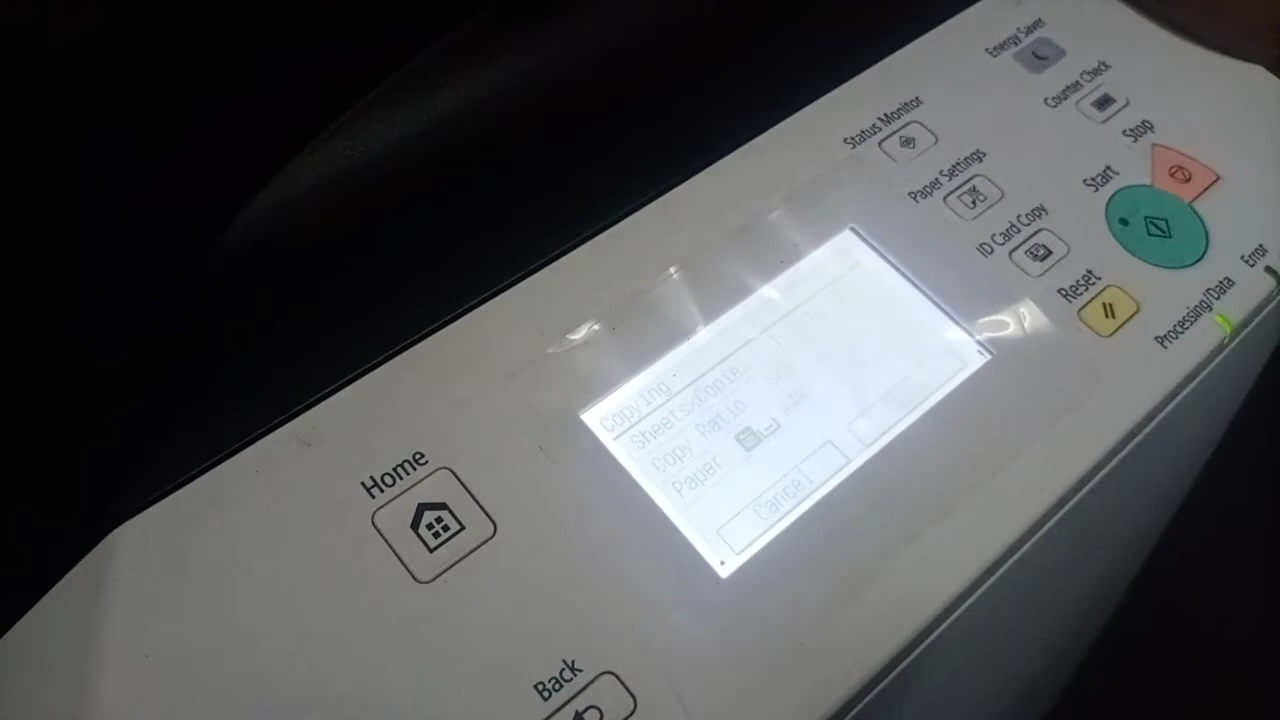 Energy Saver
Counter Check
Stop
Status Monitor
Start
Paper Settings
ID Card Copy
Reset
Error
Processing/Data
Copying
Sheets×Copies
Copy Ratio
Paper
Cancel
Home
Back